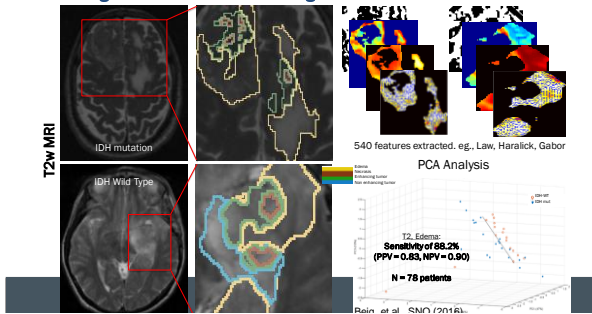 T2w MRI
IDH mutation
IDH Wild Type
540 features extracted. eg., Law, Haralick, Gabor
Edema
Necrosis
Enhancing tumor
Non enhancing tumor
PCA Analysis
IDH WT
IDH mut
T2, Edema:
Sensitivity of 88.2%
(PPV = 0.83, NPV = 0.90)
N = 78 patients
Beig, et al., SNO (2016)